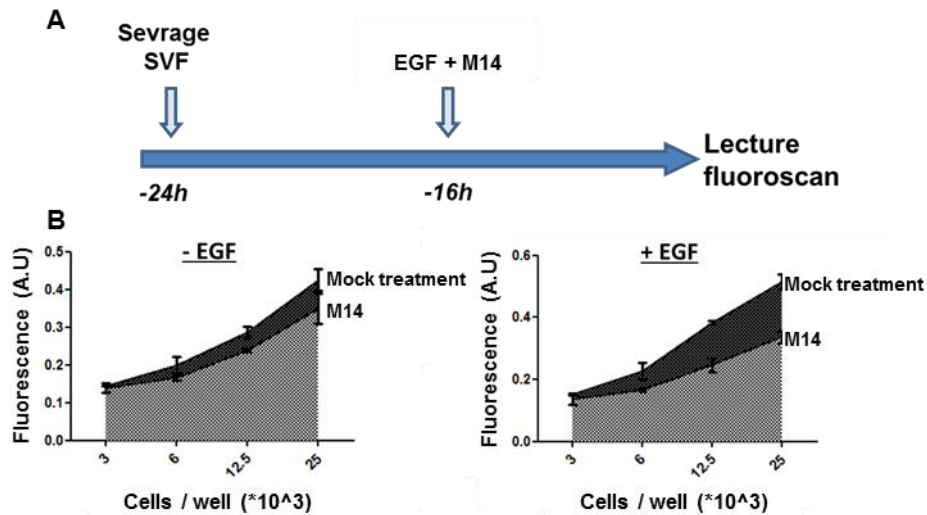 A
Sevrage
SVF
EGF + M14
Lecture
fluoroscan
-24h
-16h
B
- EGF
Fluorescence (A.U)
0.5
0.4
0.3
0.2
0.1
0.0
Mock treatment
M14
3
6
12.5
25
Cells / well (*10^3)
+ EGF
Fluorescence (A.U)
0.6
0.4
0.2
0.0
Mock treatment
M14
3
6
12.5
25
Cells / well (*10^3)